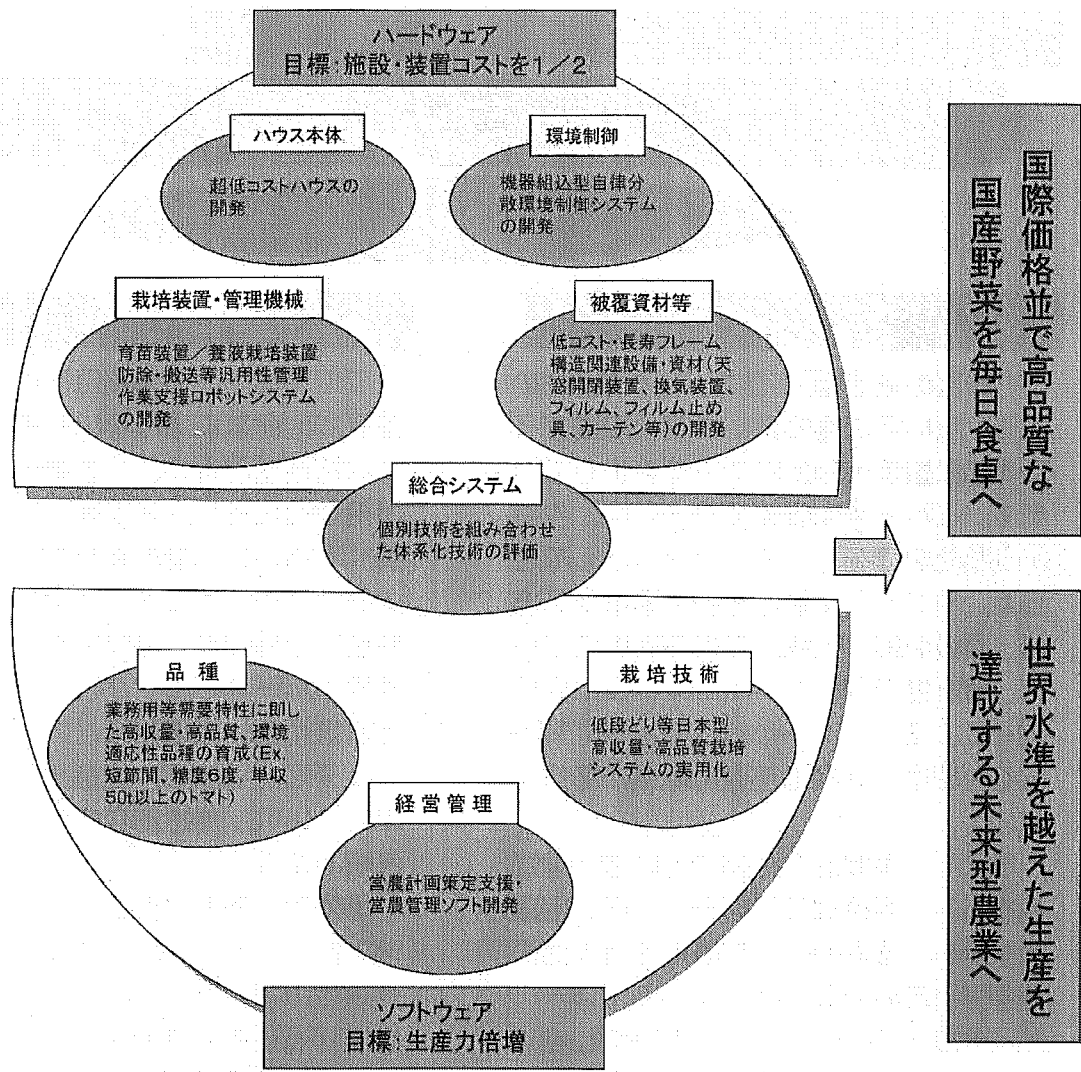 ハードウェア
目標:施設・装置コストを1/2
ハウス本体
超低コストハウスの
開発
環境制御
機器組込型自律分
散環境制御システム
の開発
栽培装置・管理機械
育苗装置/養液栽培装置
防除・搬送等汎用性管理
作業支援ロボットシステム
の開発
被覆資材等
低コスト・長寿フレーム
構造関連設備・資材(天
窓開閉装置、換気装置、
フィルム、フィルム止め
具、カーテン等)の開発
総合システム
個別技術を組み合わせ
た体系化技術の評価
品種
業務用等需要特性に即し
た高収量・高品質、環境
適応性品種の育成(Ex.
短節間、糖度6度、単収
50t以上のトマト)
栽培技術
低段どり等日本型
高収量・高品質栽培
システムの実用化
経営管理
営農計画策定支援・
営農管理ソフト開発
ソフトウェア
目標:生産力倍増
国際価格並で高品質な
国産野菜を毎日食卓へ
世界水準を越えた生産を
達成する未来型農業へ